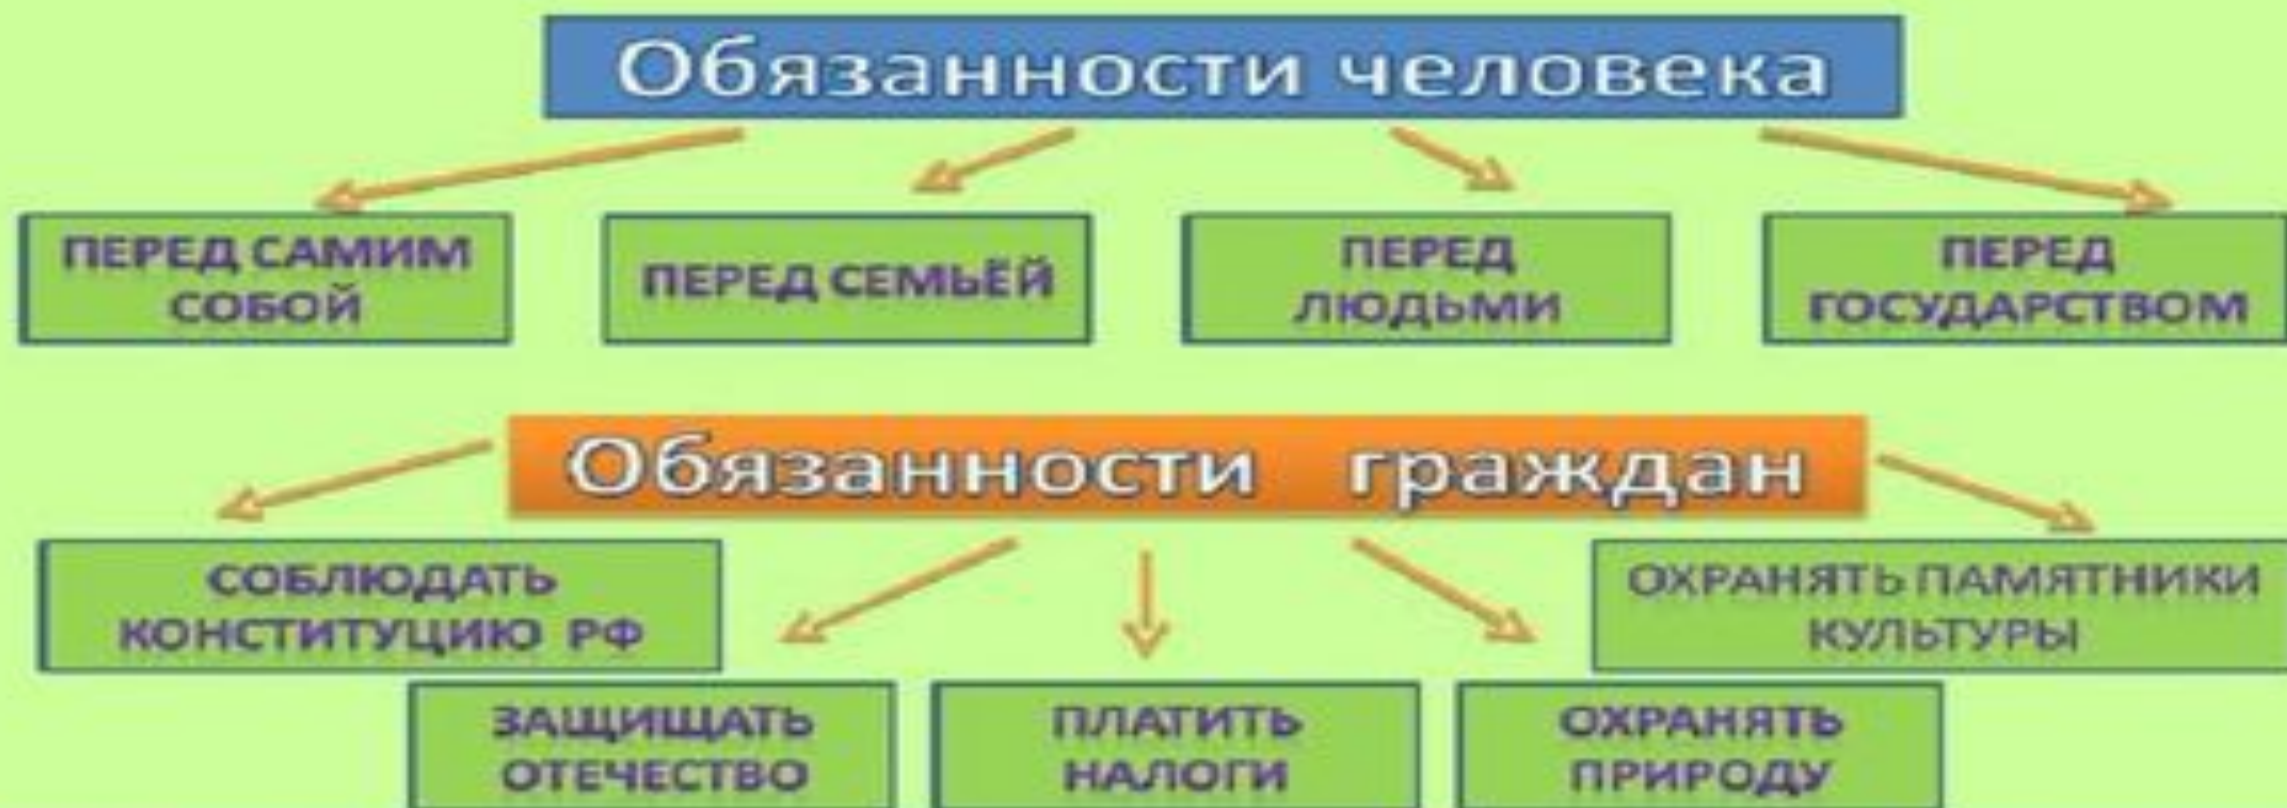 Обязанности человека
ПЕРЕД САМИМ
СОБОЙ
ПЕРЕД СЕМЬЁЙ
ПЕРЕД
ЛЮДЬМИ
ПЕРЕД
ГОСУДАРСТВОМ
Обязанности граждан
СОБЛЮДАТЬ
КОНСТИТУЦИЮ РФ
ЗАЩИЩАТЬ
ОТЕЧЕСТВО
ПЛАТИТЬ
НАЛОГИ
ОХРАНЯТЬ
ПРИРОДУ
ОХРАНЯТЬ ПАМЯТНИКИ
КУЛЬТУРЫ